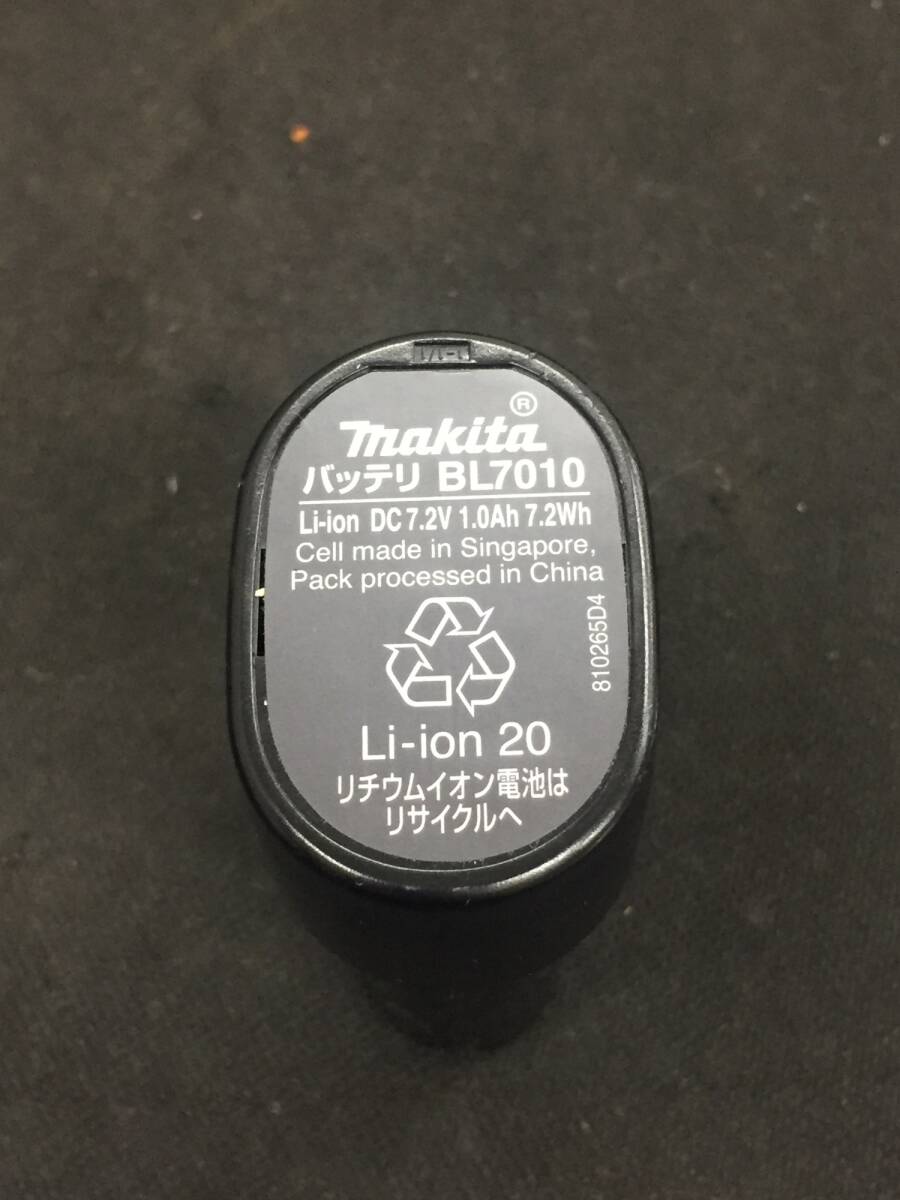 makita®
バッテリ BL7010
Li-ion DC 7.2V 1.0Ah 7.2Wh
Cell made in Singapore,
Pack processed in China
810265D4
Li-ion 20
リチウムイオン電池は
リサイクルへ